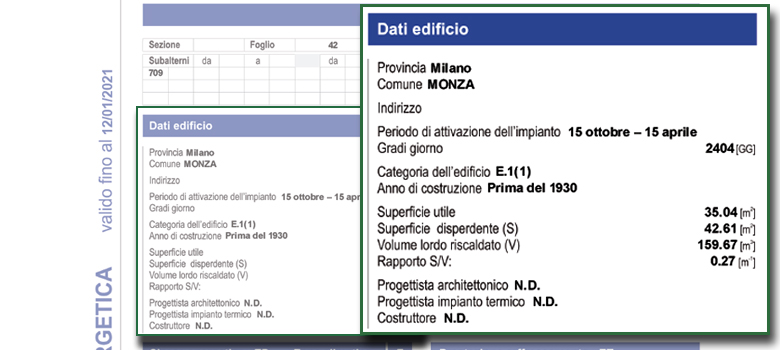 Sezione Foglio 42
Subalterni da a da
709
Dati edificio
Provincia Milano
Comune MONZA
Indirizzo
Periodo di attivazione dell'impianto 15 ottobre – 15 apr
Gradi giorno
Categoria dell'edificio E.1(1)
Anno di costruzione Prima del 1930
Superficie utile
Superficie disperdente (S)
Volume lordo riscaldato (V)
Rapporto S/V:
Progettista architettonico N.D.
Progettista impianto termico N.D.
Costruttore N.D.
valido fino al 12/01/2021
RGETICA
Dati edificio
Provincia Milano
Comune MONZA
Indirizzo
Periodo di attivazione dell'impianto 15 ottobre – 15 aprile
Gradi giorno 2404 [GG]
Categoria dell'edificio E.1(1)
Anno di costruzione Prima del 1930
Superficie utile 35.04 [m²]
Superficie disperdente (S) 42.61 [m²]
Volume lordo riscaldato (V) 159.67 [m³]
Rapporto S/V: 0.27 [m⁻¹]
Progettista architettonico N.D.
Progettista impianto termico N.D.
Costruttore N.D.